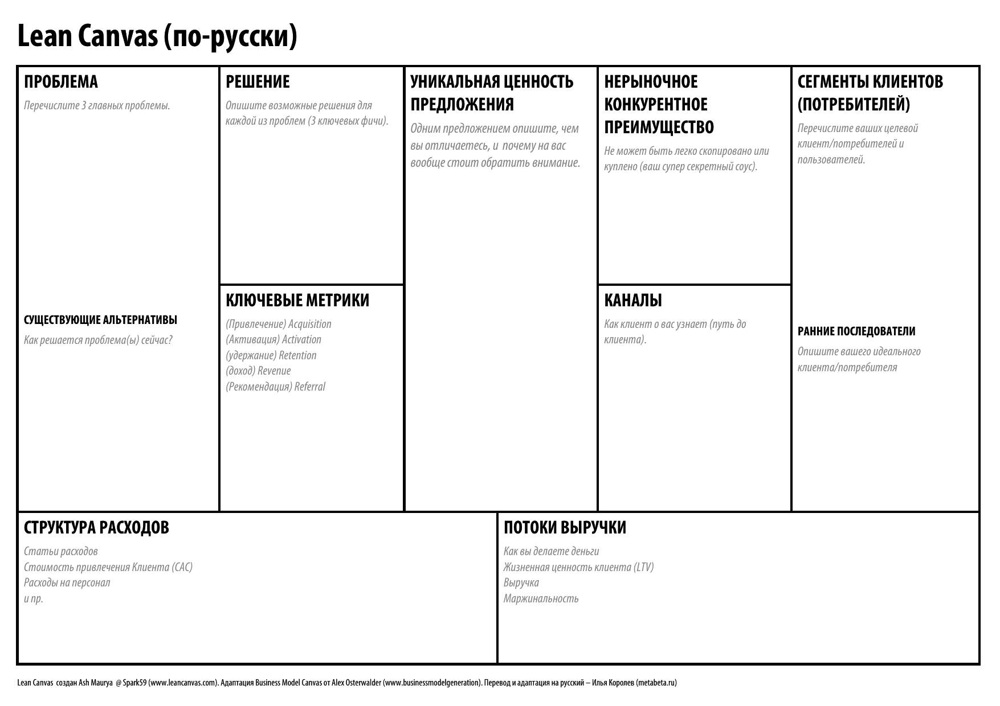 Lean Canvas (по-русски)
ПРОБЛЕМА
Перечислите 3 главных проблемы.
СУЩЕСТВУЮЩИЕ АЛЬТЕРНАТИВЫ
Как решается проблема(ы) сейчас?
РЕШЕНИЕ
Опишите возможные решения для
каждой из проблем (3 ключевых фичи).
КЛЮЧЕВЫЕ МЕТРИКИ
(Привлечение) Acquisition
(Активация) Activation
(удержание) Retention
(доход) Revenue
(Рекомендация) Referral
УНИКАЛЬНАЯ ЦЕННОСТЬ
ПРЕДЛОЖЕНИЯ
Одним предложением опишите, чем
вы отличаетесь, и почему на вас
вообще стоит обратить внимание.
НЕРЫНОЧНОЕ
КОНКУРЕНТНОЕ
ПРЕИМУЩЕСТВО
Не может быть легко скопировано или
куплено (ваш супер секретный соус).
КАНАЛЫ
Как клиент о вас узнает (путь до
клиента).
СЕГМЕНТЫ КЛИЕНТОВ
(ПОТРЕБИТЕЛЕЙ)
Перечислите ваших целевой
клиент/потребителей и
пользователей.
РАННИЕ ПОСЛЕДОВАТЕЛИ
Опишите вашего идеального
клиента/потребителя
СТРУКТУРА РАСХОДОВ
Статьи расходов
Стоимость привлечения Клиента (CAC)
Расходы на персонал
и пр.
ПОТОКИ ВЫРУЧКИ
Как вы делаете деньги
Жизненная ценность клиента (LTV)
Выручка
Маржинальность
Lean Canvas создан Ash Maurya @ Spark59 (www.leancanvas.com). Адаптация Business Model Canvas от Alex Osterwalder (www.businessmodelgeneration). Перевод и адаптация на русский – Илья Королев (metabeta.ru)